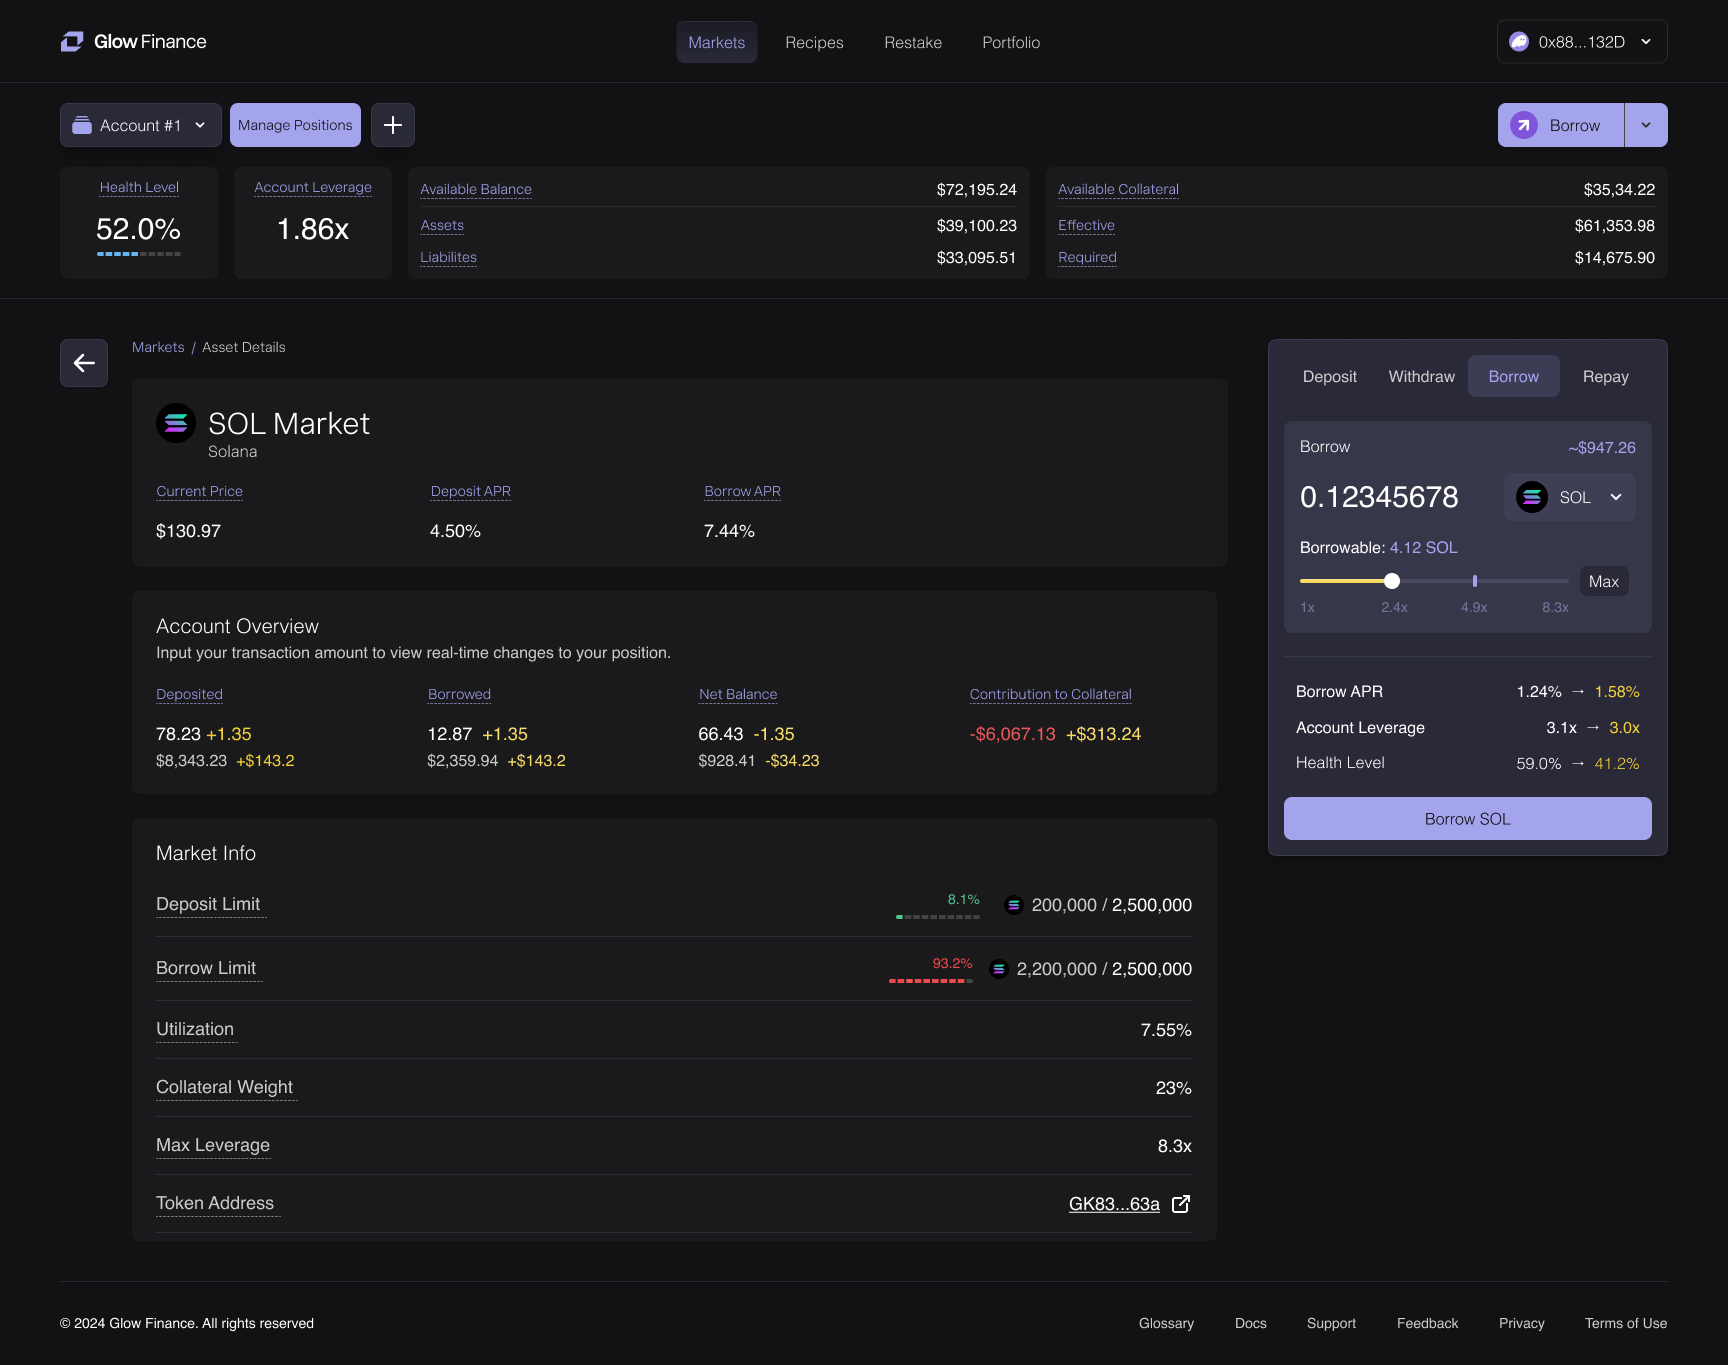 Glow Finance
Markets Recipes Restake Portfolio
0x88...132D
Account #1
Manage Positions
Borrow
Health Level
52.0%
Account Leverage
1.86x
Available Balance $72,195.24
Assets $39,100.23
Liabilites $33,095.51
Available Collateral $35,34.22
Effective $61,353.98
Required $14,675.90
Markets / Asset Details
SOL Market
Solana
Current Price Deposit APR Borrow APR
$130.97 4.50% 7.44%
Account Overview
Input your transaction amount to view real-time changes to your position.
Deposited Borrowed Net Balance Contribution to Collateral
78.23 +1.35 12.87 +1.35 66.43 -1.35 -$6,067.13 +$313.24
$8,343.23 +$143.2 $2,359.94 +$143.2 $928.41 -$34.23
Market Info
Deposit Limit 8.1% 200,000 / 2,500,000
Borrow Limit 93.2% 2,200,000 / 2,500,000
Utilization 7.55%
Collateral Weight 23%
Max Leverage 8.3x
Token Address GK83...63a
Deposit Withdraw Borrow Repay
Borrow ~$947.26
0.12345678 SOL
Borrowable: 4.12 SOL
Max
1x 2.4x 4.9x 8.3x
Borrow APR 1.24% → 1.58%
Account Leverage 3.1x → 3.0x
Health Level 59.0% → 41.2%
Borrow SOL
© 2024 Glow Finance. All rights reserved
Glossary Docs Support Feedback Privacy Terms of Use